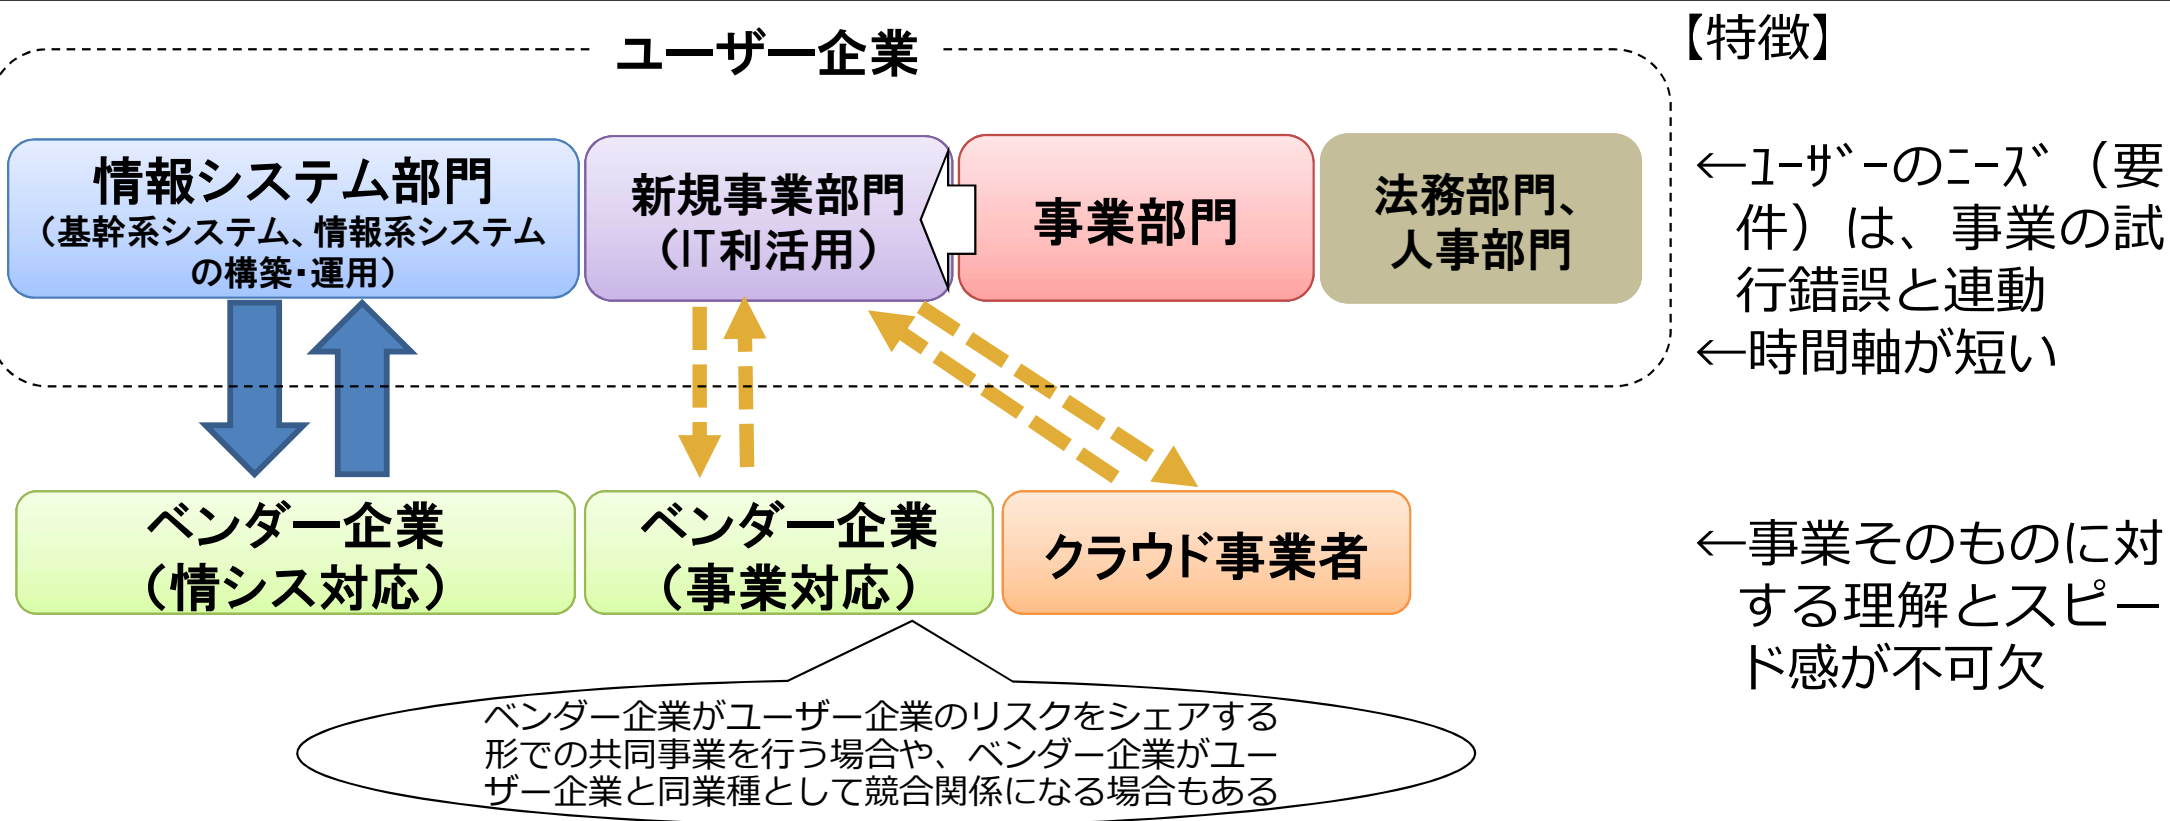 ユーザー企業
情報システム部門
（基幹系システム、情報系システム
の構築・運用）
新規事業部門
（IT利活用）
事業部門
法務部門、
人事部門
ベンダー企業
（情シス対応）
ベンダー企業
（事業対応）
クラウド事業者
ベンダー企業がユーザー企業のリスクをシェアする
形での共同事業を行う場合や、ベンダー企業がユー
ザー企業と同業種として競合関係になる場合もある
【特徴】
←ﾕｰｻﾞｰのﾆｰｽﾞ（要
件）は、事業の試
行錯誤と連動
←時間軸が短い
←事業そのものに対
する理解とスピー
ド感が不可欠